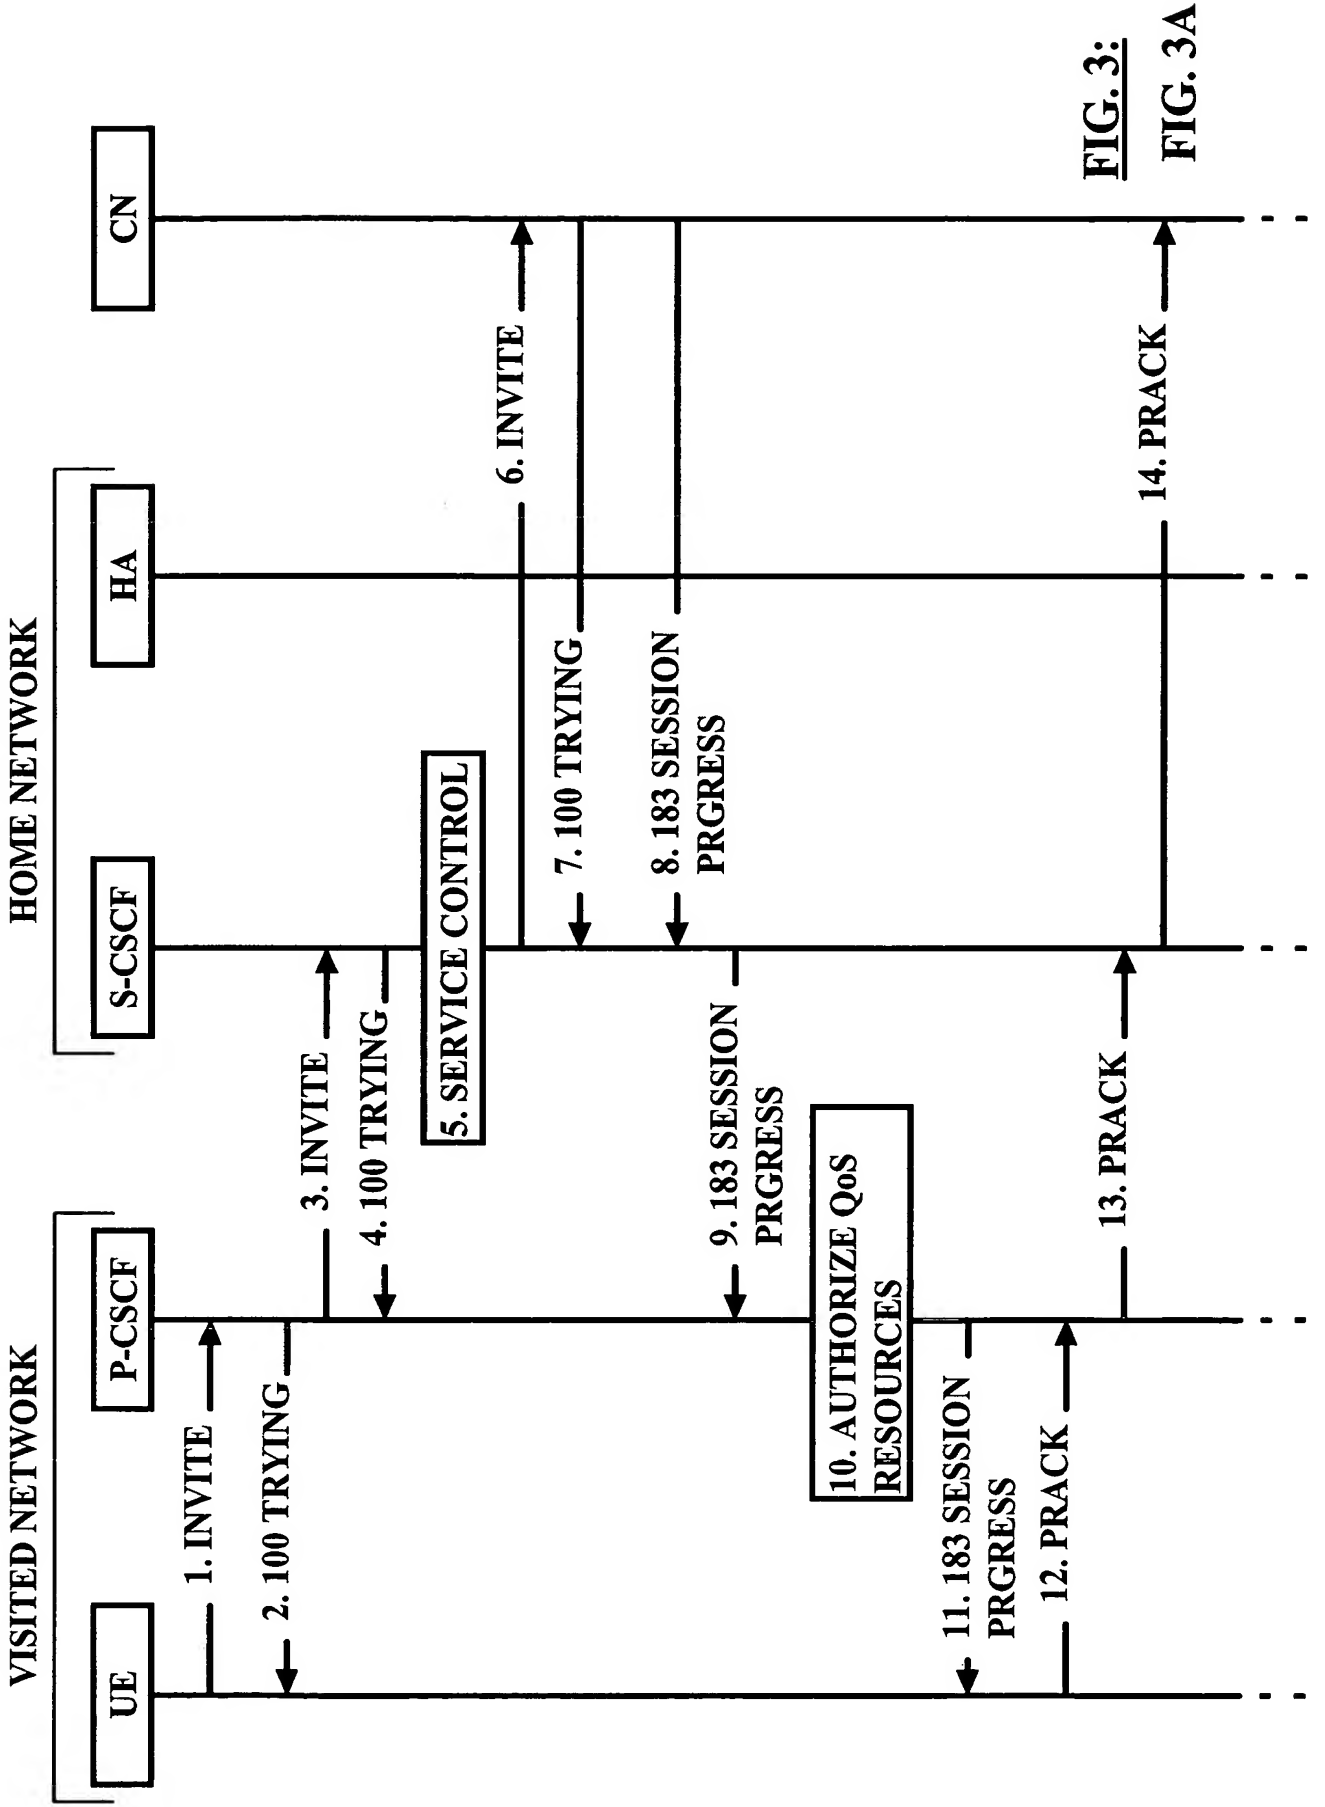 VISITED NETWORK
HOME NETWORK
UE
P-CSCF
S-CSCF
HA
CN
1. INVITE
2. 100 TRYING
3. INVITE
4. 100 TRYING
5. SERVICE CONTROL
6. INVITE
7. 100 TRYING
8. 183 SESSION
PRGRESS
9. 183 SESSION
PRGRESS
10. AUTHORIZE QoS
RESOURCES
11. 183 SESSION
PRGRESS
12. PRACK
13. PRACK
14. PRACK
FIG. 3:
FIG. 3A